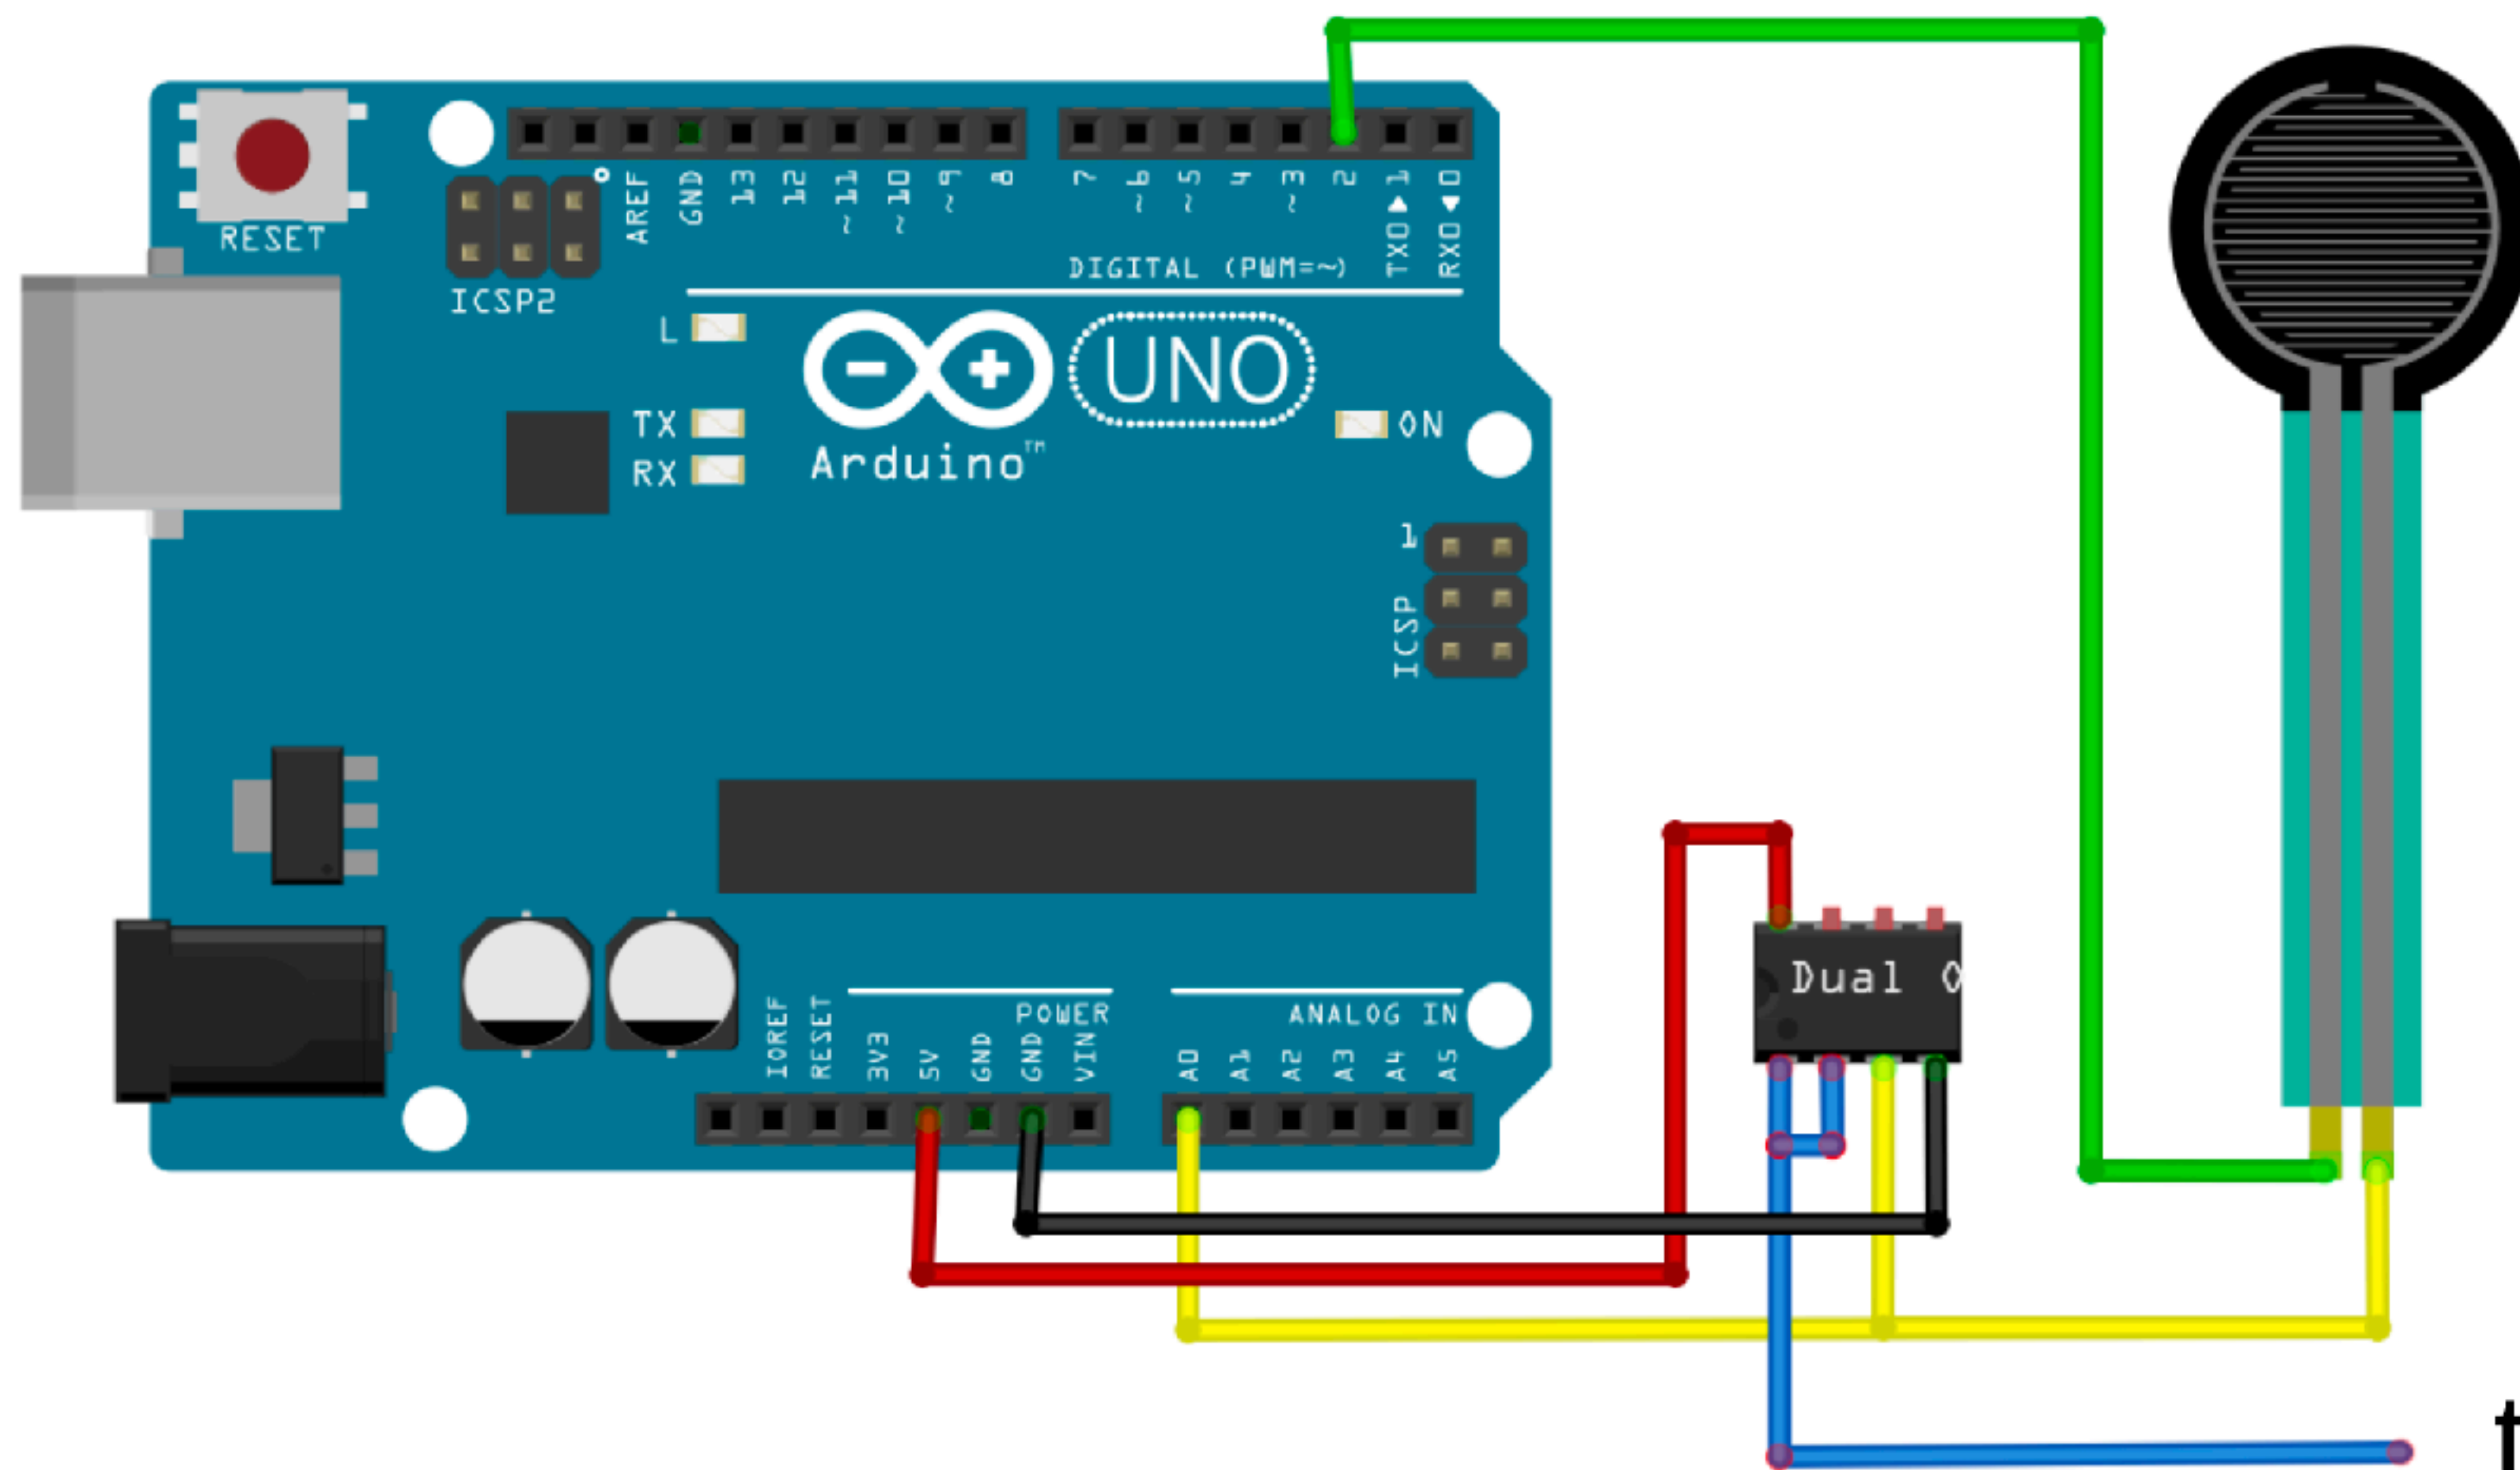 RESET
ICSP2
AREF
GND
13
12
~11
~10
~9
8
7
~6
~5
4
~3
2
TX0▶1
RX0◀0
DIGITAL (PWM=~)
L
TX
RX
Arduino™
UNO
ON
1
ICSP
Dual O
IOREF
RESET
3V3
5V
GND
GND
VIN
POWER
ANALOG IN
A0
A1
A2
A3
A4
A5
t